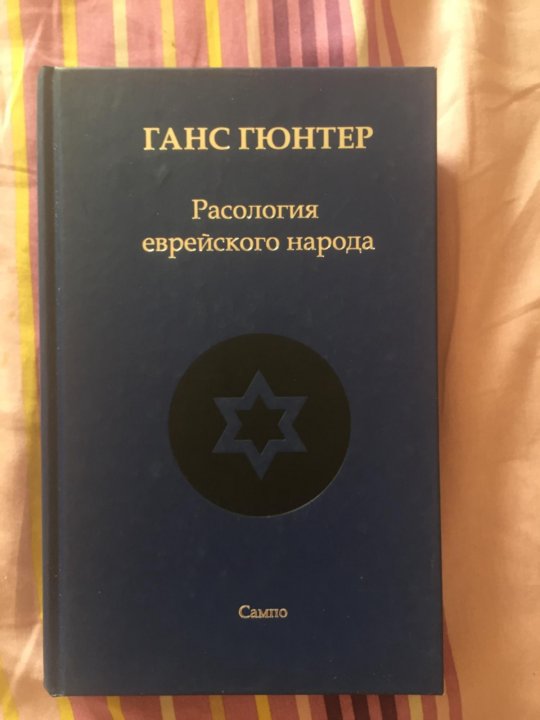 ГАНС ГЮНТЕР
Расология
еврейского народа
Сампо